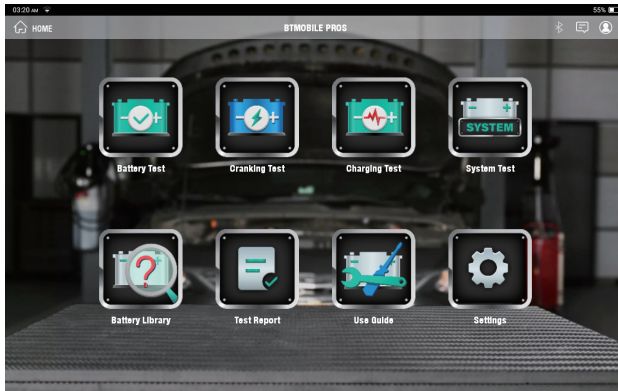 03:20 AM
55%
HOME
BTMOBILE PROS
Battery Test
Cranking Test
Charging Test
SYSTEM
System Test
Battery Library
Test Report
Use Guide
Settings